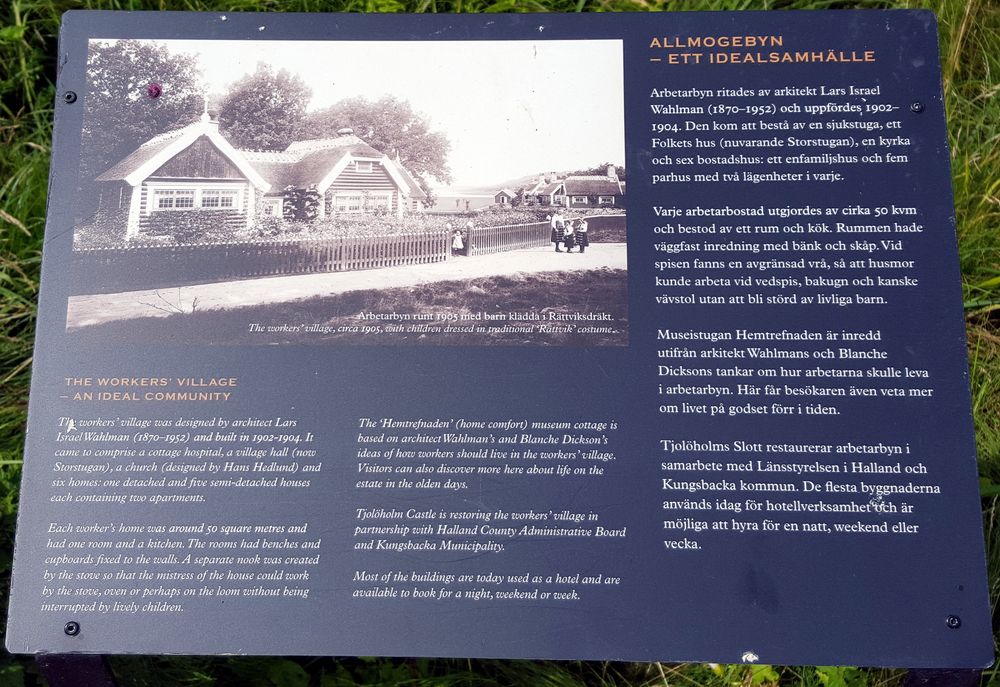 ALLMOGEBYN
– ETT IDEALSAMHÄLLE
Arbetarbyn ritades av arkitekt Lars Israel
Wahlman (1870–1952) och uppfördes 1902–
1904. Den kom att bestå av en sjukstuga, ett
Folkets hus (nuvarande Storstugan), en kyrka
och sex bostadshus: ett enfamiljshus och fem
parhus med två lägenheter i varje.
Varje arbetarbostad utgjordes av cirka 50 kvm
och bestod av ett rum och kök. Rummen hade
väggfast inredning med bänk och skåp. Vid
spisen fanns en avgränsad vrå, så att husmor
kunde arbeta vid vedspis, bakugn och kanske
vävstol utan att bli störd av livliga barn.
Museistugan Hemtrefnaden är inredd
utifrån arkitekt Wahlmans och Blanche
Dicksons tankar om hur arbetarna skulle leva
i arbetarbyn. Här får besökaren även veta mer
om livet på godset förr i tiden.
Tjolöholms Slott restaurerar arbetarbyn i
samarbete med Länsstyrelsen i Halland och
Kungsbacka kommun. De flesta byggnaderna
används idag för hotellverksamhet och är
möjliga att hyra för en natt, weekend eller
vecka.
Arbetarbyn runt 1905 med barn klädda i Rättviksdräkt.
The workers' village, circa 1905, with children dressed in traditional 'Rättvik' costume.
THE WORKERS' VILLAGE
– AN IDEAL COMMUNITY
The workers' village was designed by architect Lars
Israel Wahlman (1870–1952) and built in 1902-1904. It
came to comprise a cottage hospital, a village hall (now
Storstugan), a church (designed by Hans Hedlund) and
six homes: one detached and five semi-detached houses
each containing two apartments.
Each worker's home was around 50 square metres and
had one room and a kitchen. The rooms had benches and
cupboards fixed to the walls. A separate nook was created
by the stove so that the mistress of the house could work
by the stove, oven or perhaps on the loom without being
interrupted by lively children.
The 'Hemtrefnaden' (home comfort) museum cottage is
based on architect Wahlman's and Blanche Dickson's
ideas of how workers should live in the workers' village.
Visitors can also discover more here about life on the
estate in the olden days.
Tjolöholm Castle is restoring the workers' village in
partnership with Halland County Administrative Board
and Kungsbacka Municipality.
Most of the buildings are today used as a hotel and are
available to book for a night, weekend or week.